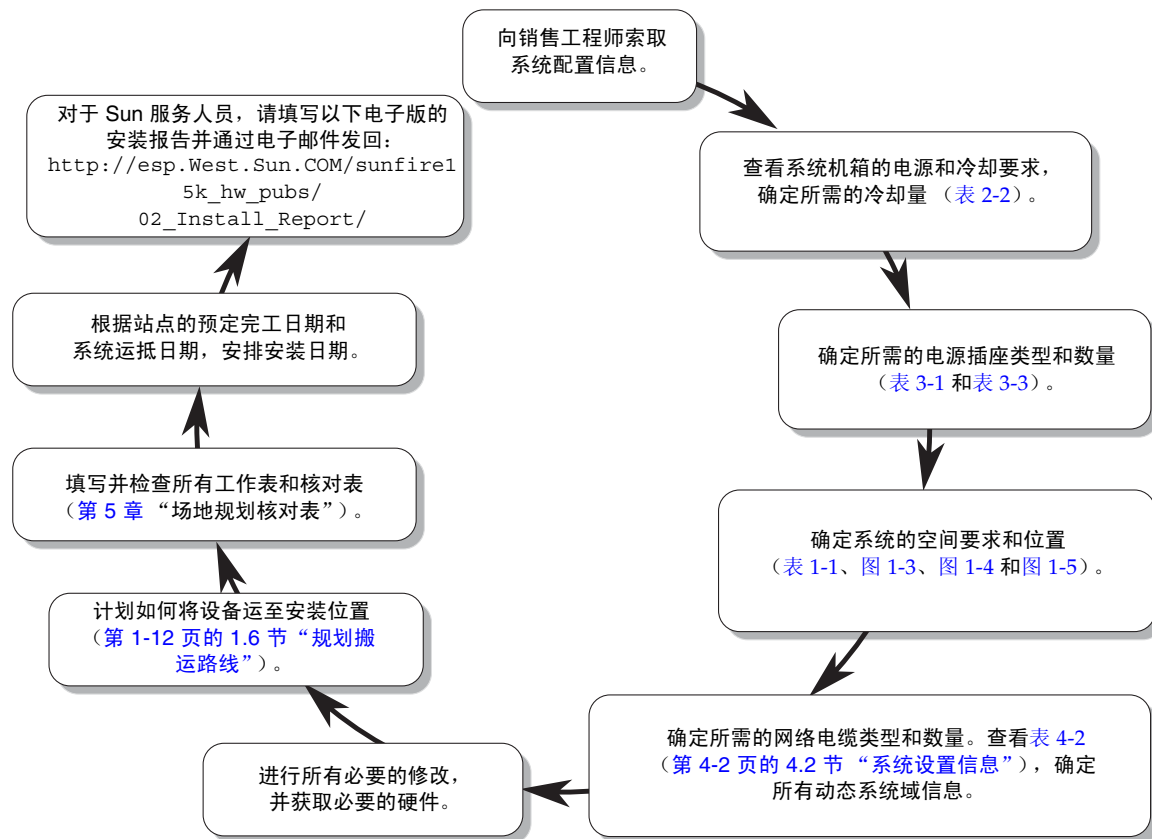 向销售工程师索取
系统配置信息。
查看系统机箱的电源和冷却要求，
确定所需的冷却量 （表 2-2）。
确定所需的电源插座类型和数量
（表 3-1 和表 3-3）。
确定系统的空间要求和位置
（表 1-1、图 1-3、图 1-4 和图 1-5）。
确定所需的网络电缆类型和数量。查看表 4-2
（第 4-2 页的 4.2 节 “系统设置信息”），确定
所有动态系统域信息。
进行所有必要的修改，
并获取必要的硬件。
计划如何将设备运至安装位置
（第 1-12 页的 1.6 节 “规划搬
运路线”）。
填写并检查所有工作表和核对表
（第 5 章 “场地规划核对表”）。
根据站点的预定完工日期和
系统运抵日期，安排安装日期。
对于 Sun 服务人员，请填写以下电子版的
安装报告并通过电子邮件发回：
http://esp.West.Sun.COM/sunfire1
5k_hw_pubs/
02_Install_Report/